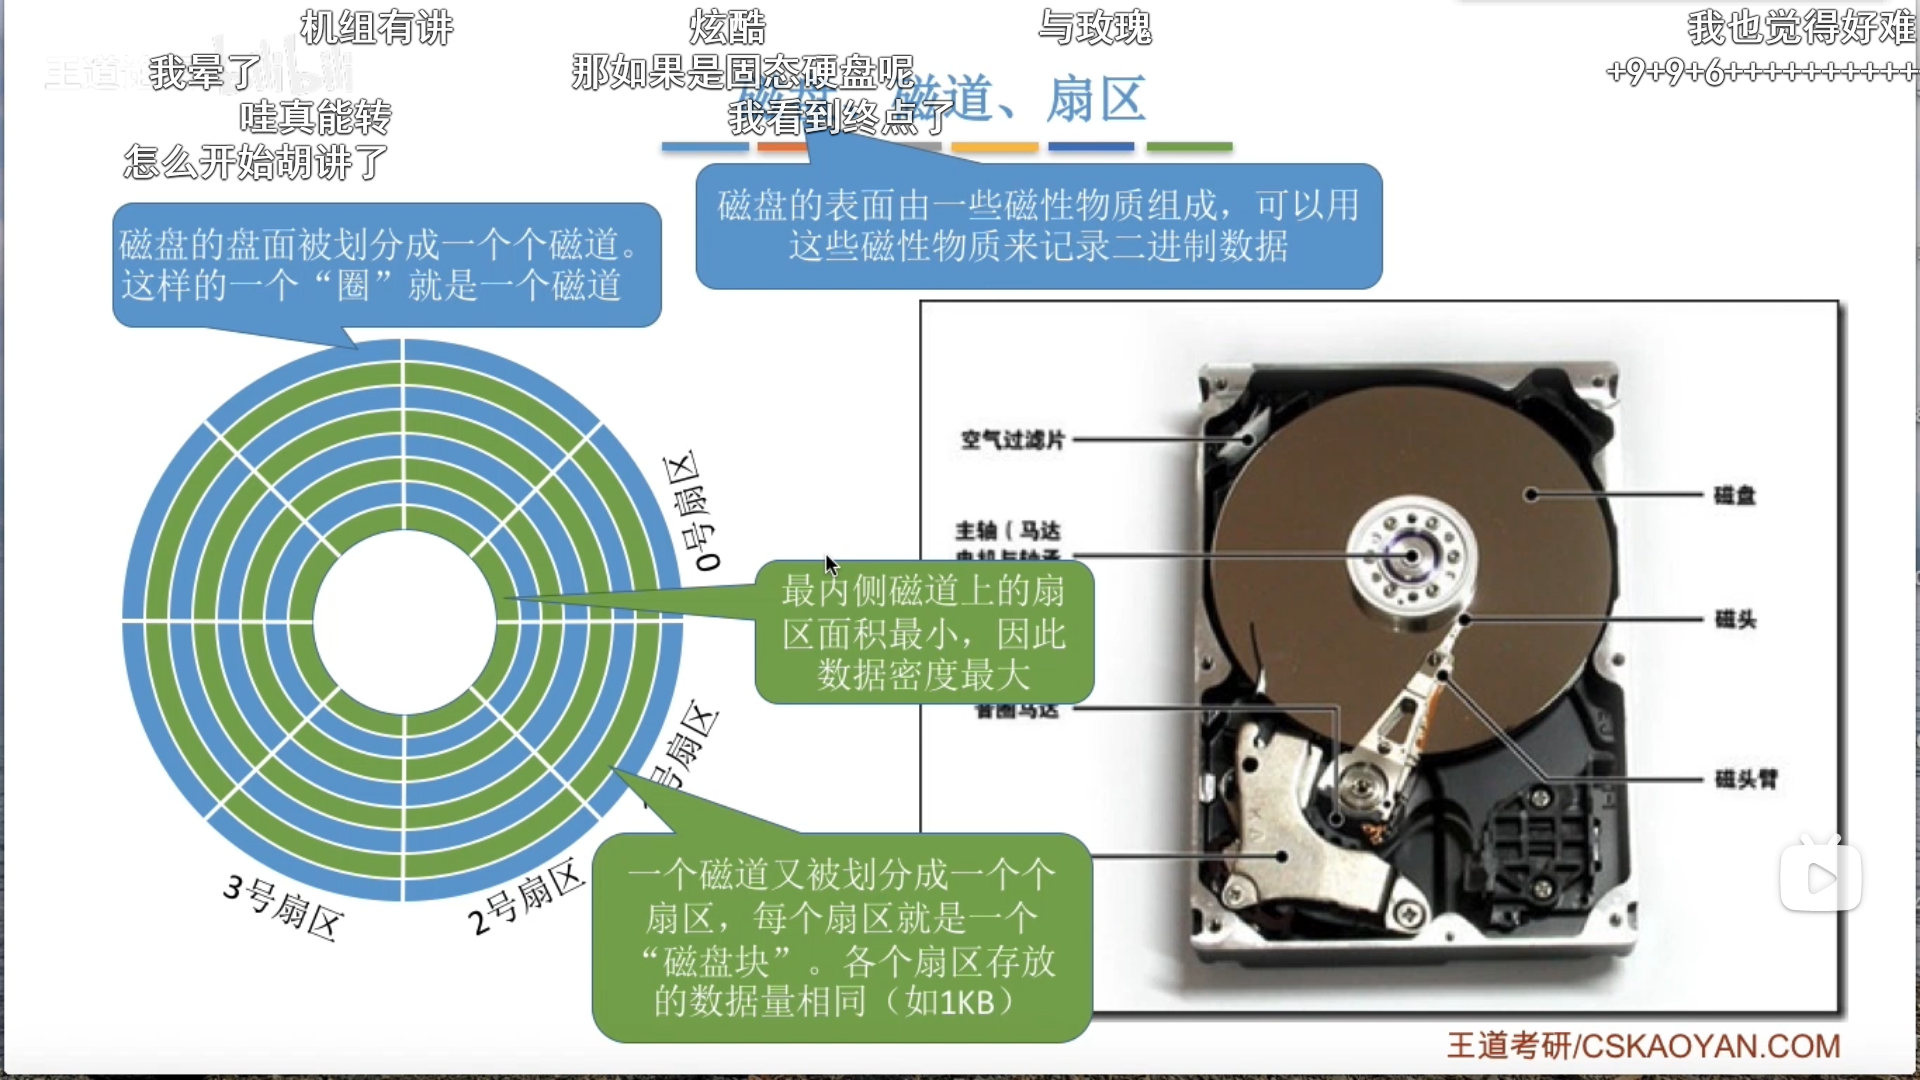 机组有讲
炫酷
与玫瑰
我也觉得好难
我晕了
那如果是固态硬盘呢
+9+9+6++++++++++
磁盘、磁道、扇区
哇真能转
我看到终点了
怎么开始胡讲了
磁盘的表面由一些磁性物质组成，可以用
这些磁性物质来记录二进制数据
磁盘的盘面被划分成一个个磁道。
这样的一个“圈”就是一个磁道
空气过滤片
磁盘
主轴（马达
电机与轴承
0号扇区
最内侧磁道上的扇
区面积最小，因此
数据密度最大
磁头
音圈马达
号扇区
磁头臂
3号扇区
2号扇区
一个磁道又被划分成一个个
扇区，每个扇区就是一个
“磁盘块”。各个扇区存放
的数据量相同（如1KB）
王道考研/CSKAOYAN.COM